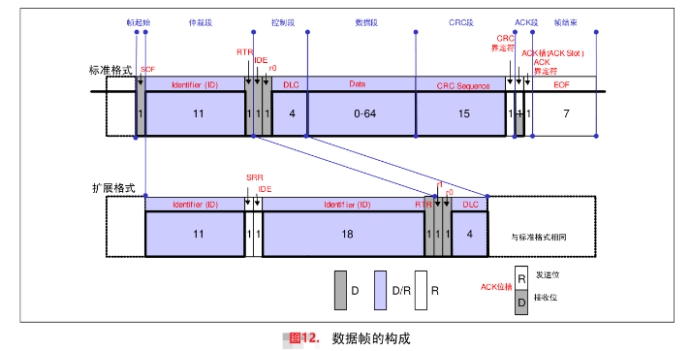 帧起始 仲裁段 控制段 数据段 CRC段 ACK段 帧结束
CRC
界定符
RTR IDE r0
ACK槽(ACK Slot)
ACK
界定符
标准格式 SOF
Identifier (ID) DLC Data CRC Sequence EOF
1 11 1 1 1 4 0-64 15 1 1 1 7
扩展格式 SRR IDE r1 r0
Identifier (ID) Identifier (ID) RTR DLC
11 1 1 18 1 1 1 4 与标准格式相同
D D/R R
ACK位槽 R 发送位
D 接收位
图12. 数据帧的构成